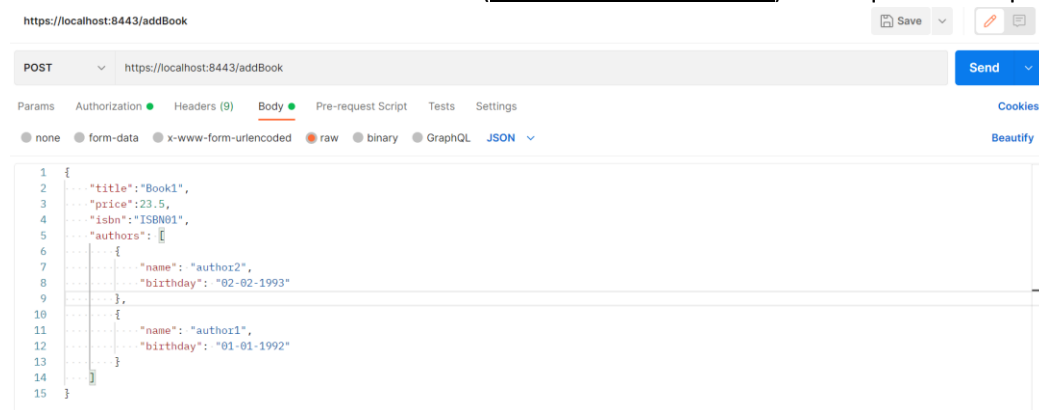 https://localhost:8443/addBook
Save
POST https://localhost:8443/addBook Send
Params Authorization Headers (9) Body Pre-request Script Tests Settings Cookies
none form-data x-www-form-urlencoded raw binary GraphQL JSON Beautify
1 {
2 "title":"Book1",
3 "price":23.5,
4 "isbn":"ISBN01",
5 "authors": [
6 {
7 "name": "author2",
8 "birthday": "02-02-1993"
9 },
10 {
11 "name": "author1",
12 "birthday": "01-01-1992"
13 }
14 ]
15 }